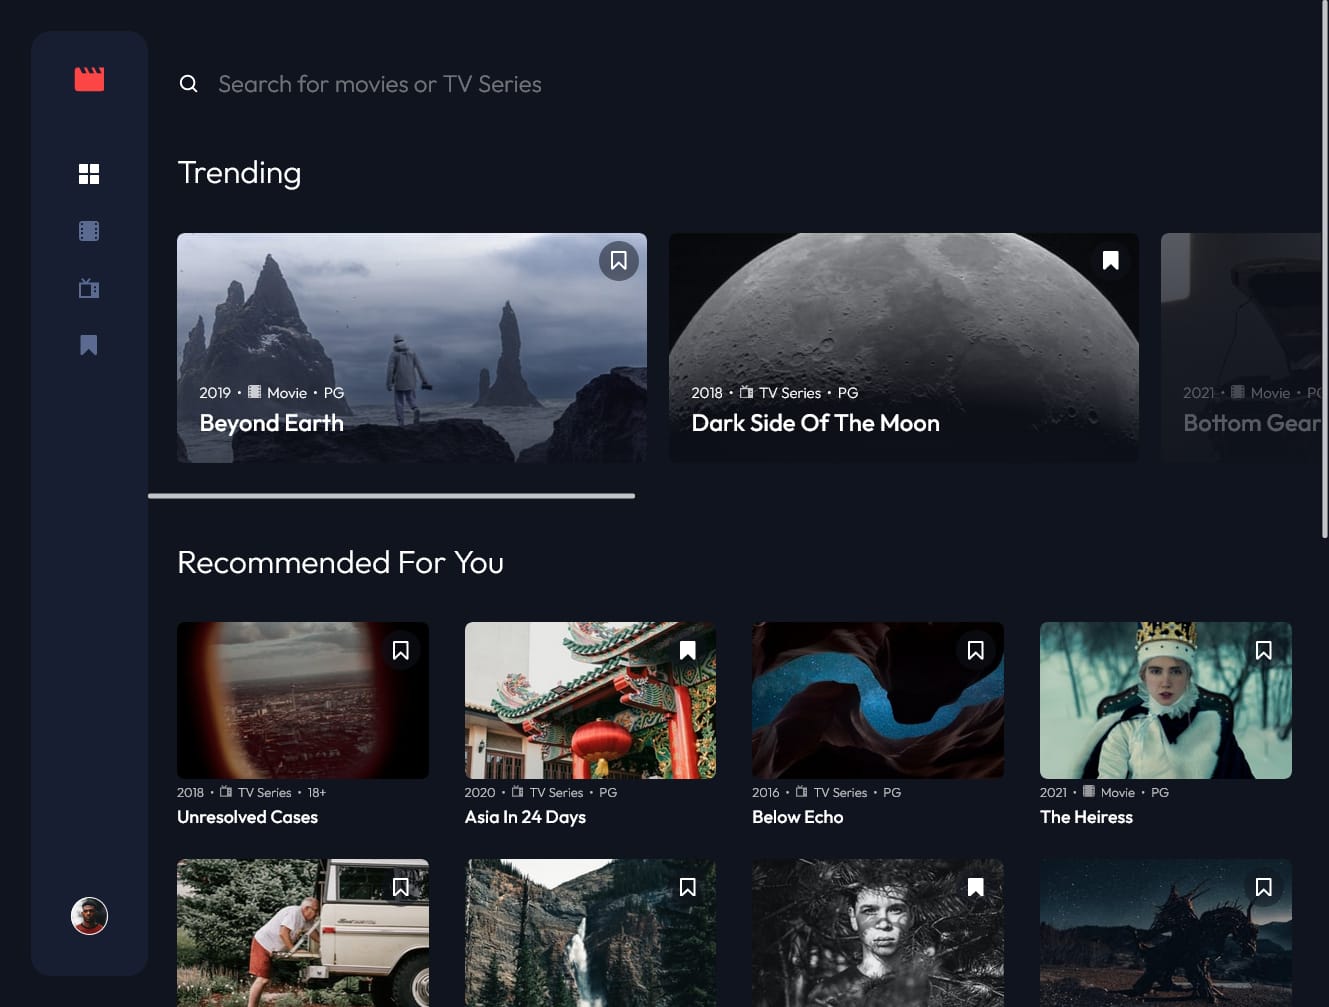 Search for movies or TV Series
Trending
2019 • Movie • PG
Beyond Earth
2018 • TV Series • PG
Dark Side Of The Moon
2021 • Movie • PG
Bottom Gear
Recommended For You
2018 • TV Series • 18+
Unresolved Cases
2020 • TV Series • PG
Asia In 24 Days
2016 • TV Series • PG
Below Echo
2021 • Movie • PG
The Heiress